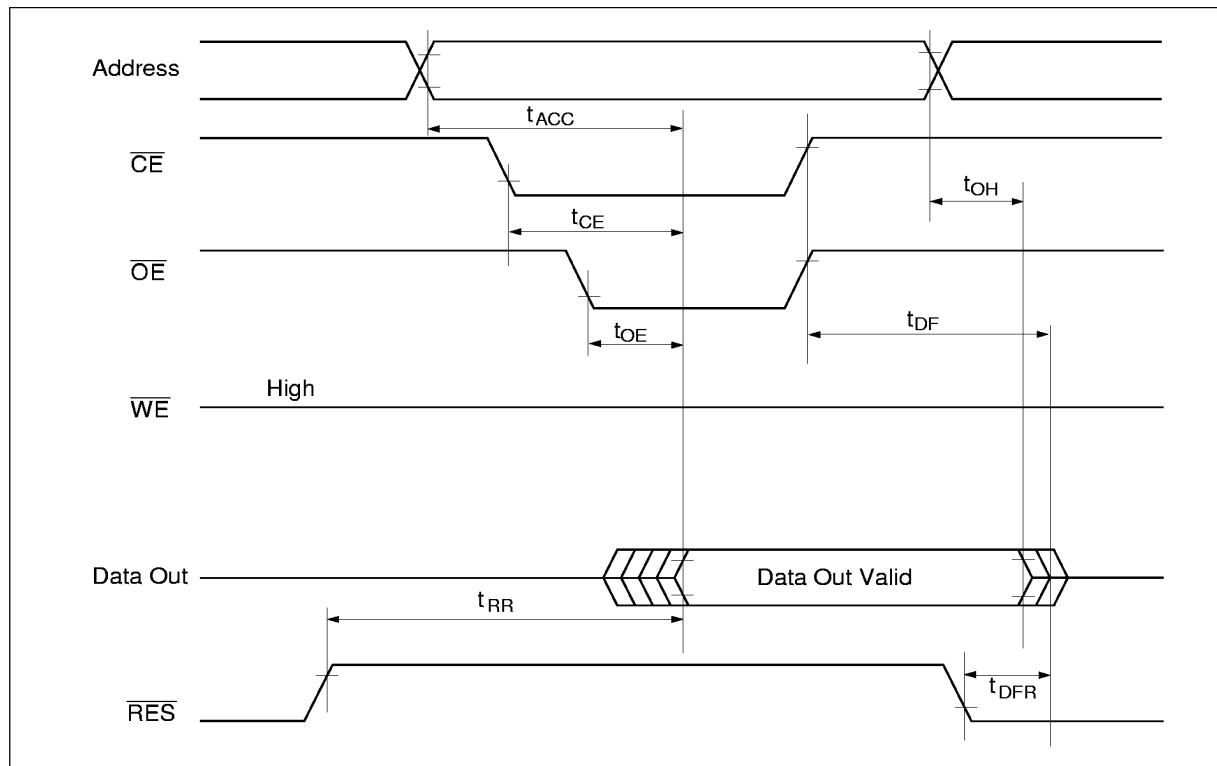 Address
tACC
CE
tOH
tCE
OE
tDF
tOE
High
WE
Data Out
Data Out Valid
tRR
tDFR
RES